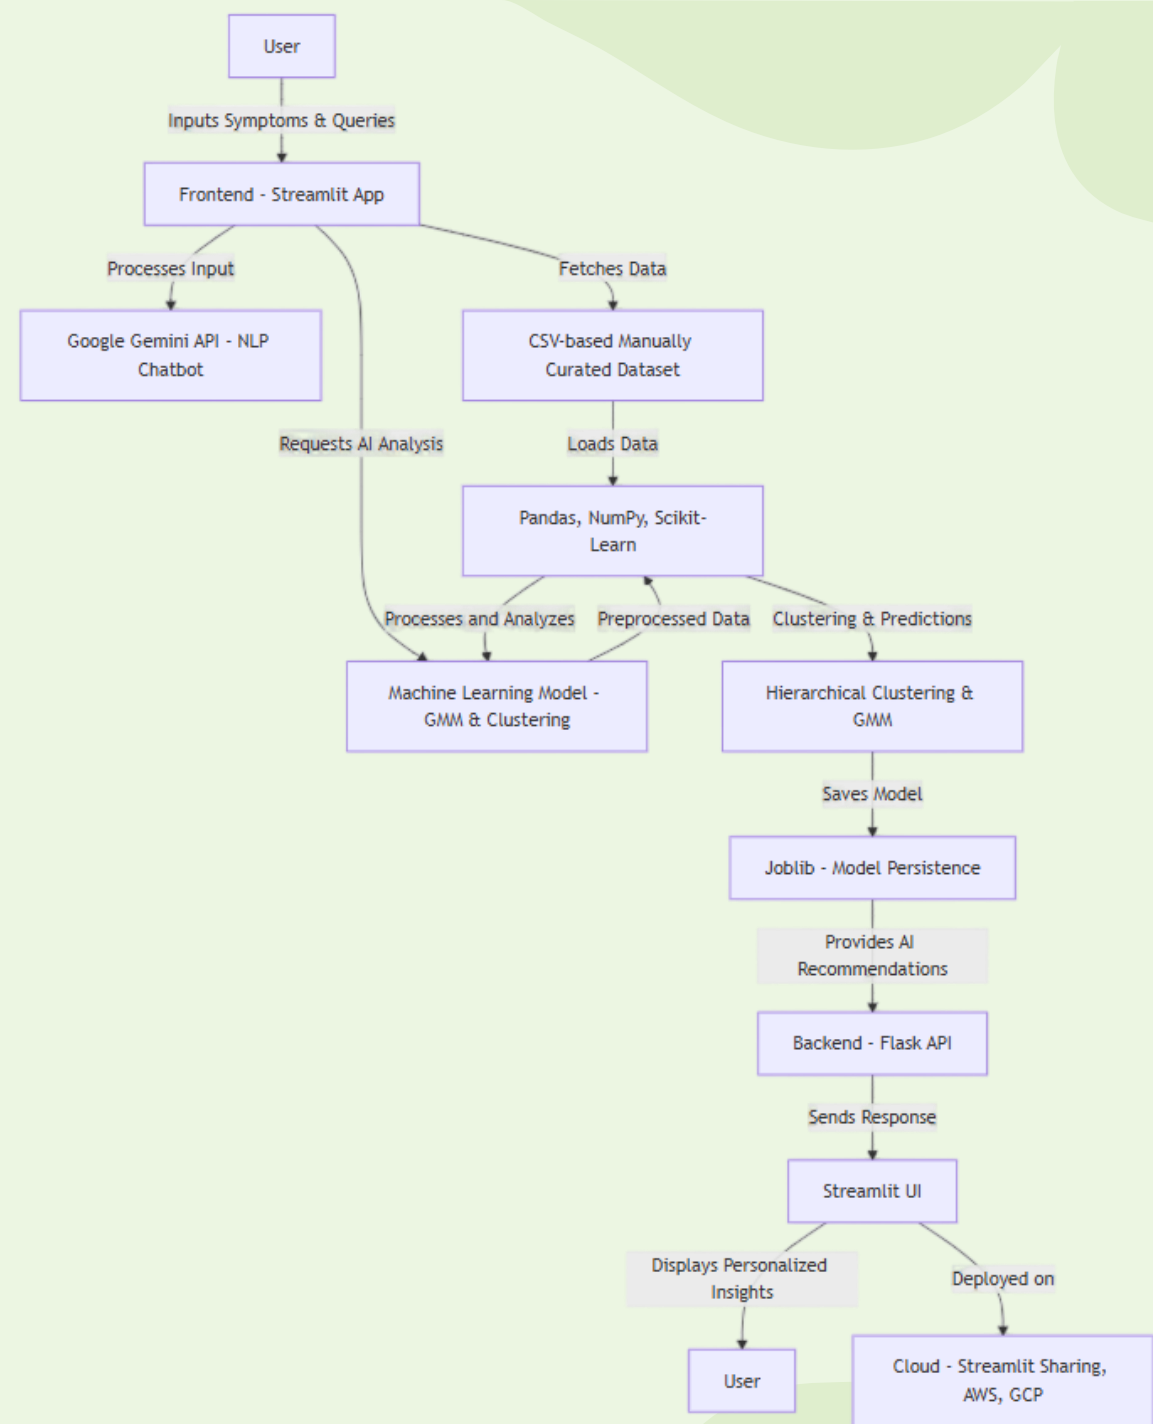 User
Inputs Symptoms & Queries
Frontend - Streamlit App
Processes Input
Fetches Data
Google Gemini API - NLP
Chatbot
CSV-based Manually
Curated Dataset
Requests AI Analysis
Loads Data
Pandas, NumPy, Scikit-
Learn
Processes and Analyzes
Preprocessed Data
Clustering & Predictions
Machine Learning Model -
GMM & Clustering
Hierarchical Clustering &
GMM
Saves Model
Joblib - Model Persistence
Provides AI
Recommendations
Backend - Flask API
Sends Response
Streamlit UI
Displays Personalized
Insights
Deployed on
User
Cloud - Streamlit Sharing,
AWS, GCP